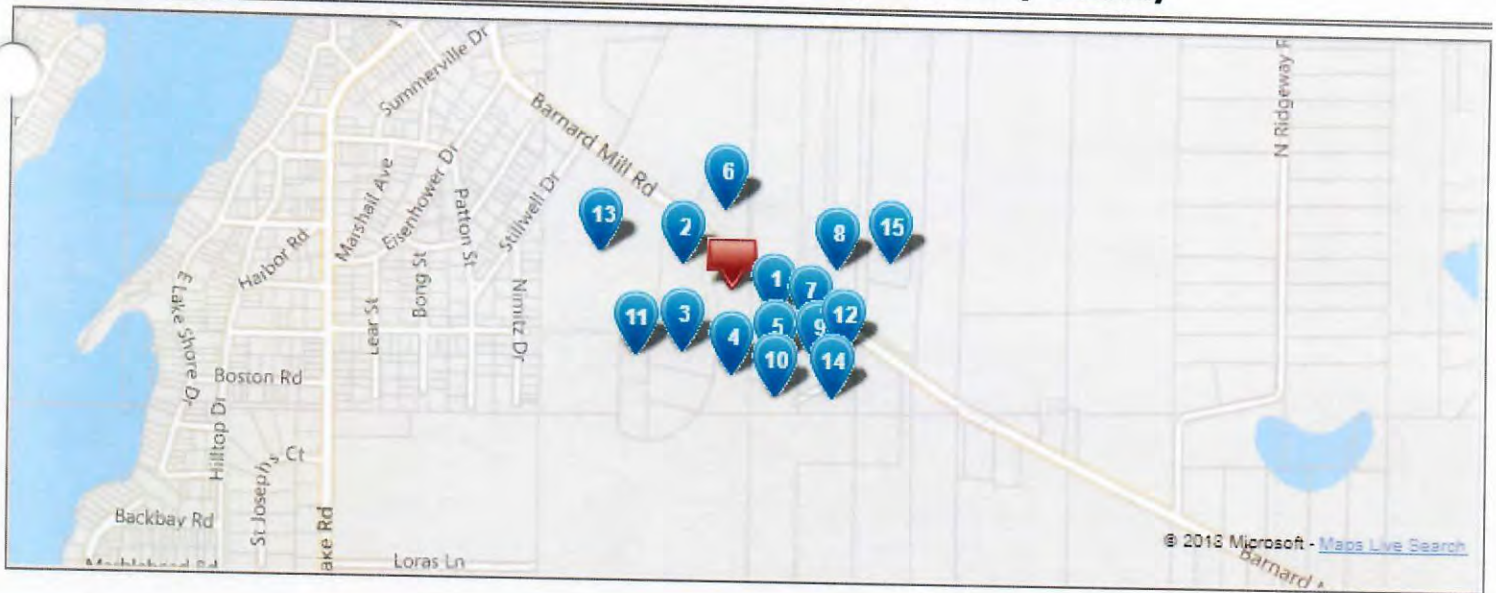 Summerville Dr
Barnard Mill Rd
N Ridgeway
Marshall Ave
Eisenhower Dr
Patton St
Stillwell Dr
Harbor Rd
Bong St
Lear St
Nimitz Dr
E Lake Shore Dr
Boston Rd
Hilltop Dr
St Josephs Ct
Backbay Rd
ake Rd
Loras Ln
6
13
2
8
15
1
7
11
3
4
5
9
12
10
14
© 2013 Microsoft - Maps Live Search
Barnard